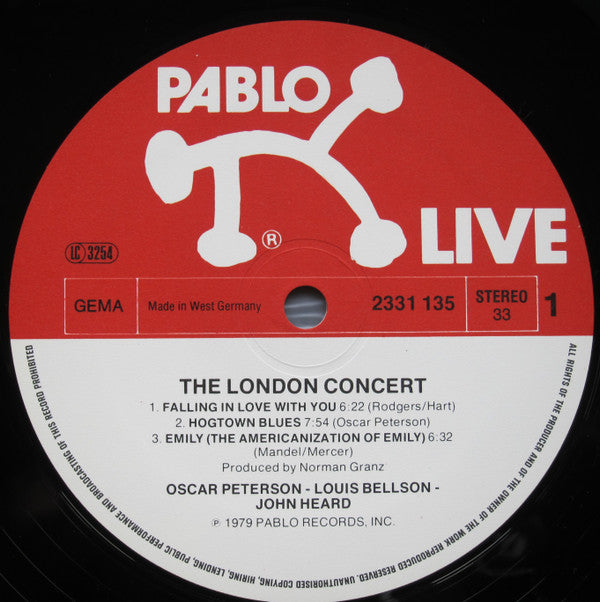 PABLO
LIVE
®
LC 3254
GEMA
Made in West Germany
2331 135
STEREO
33
1
THE LONDON CONCERT
1. FALLING IN LOVE WITH YOU 6:22 (Rodgers/Hart)
2. HOGTOWN BLUES 7:54 (Oscar Peterson)
3. EMILY (THE AMERICANIZATION OF EMILY) 6:32
(Mandel/Mercer)
Produced by Norman Granz
OSCAR PETERSON - LOUIS BELLSON -
JOHN HEARD
℗ 1979 PABLO RECORDS, INC.
ALL RIGHTS OF THE PRODUCER AND OF THE OWNER OF THE WORK REPRODUCED RESERVED. UNAUTHORISED COPYING, HIRING, LENDING, PUBLIC PERFORMANCE AND BROADCASTING OF THIS RECORD PROHIBITED